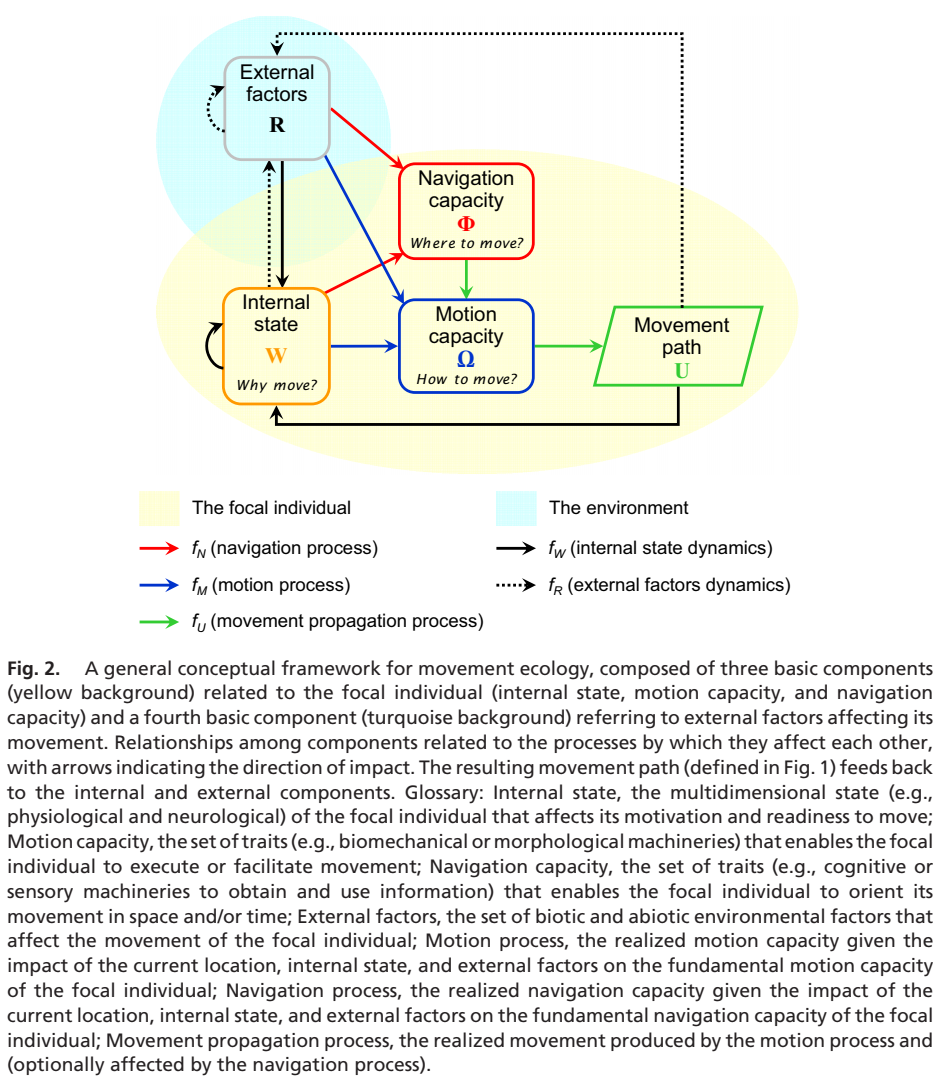 External
factors
R
Navigation
capacity
Φ
Where to move?
Internal
state
W
Why move?
Motion
capacity
Ω
How to move?
Movement
path
U
The focal individual
The environment
fN (navigation process)
fW (internal state dynamics)
fM (motion process)
fR (external factors dynamics)
fU (movement propagation process)
Fig. 2. A general conceptual framework for movement ecology, composed of three basic components
(yellow background) related to the focal individual (internal state, motion capacity, and navigation
capacity) and a fourth basic component (turquoise background) referring to external factors affecting its
movement. Relationships among components related to the processes by which they affect each other,
with arrows indicating the direction of impact. The resulting movement path (defined in Fig. 1) feeds back
to the internal and external components. Glossary: Internal state, the multidimensional state (e.g.,
physiological and neurological) of the focal individual that affects its motivation and readiness to move;
Motion capacity, the set of traits (e.g., biomechanical or morphological machineries) that enables the focal
individual to execute or facilitate movement; Navigation capacity, the set of traits (e.g., cognitive or
sensory machineries to obtain and use information) that enables the focal individual to orient its
movement in space and/or time; External factors, the set of biotic and abiotic environmental factors that
affect the movement of the focal individual; Motion process, the realized motion capacity given the
impact of the current location, internal state, and external factors on the fundamental motion capacity
of the focal individual; Navigation process, the realized navigation capacity given the impact of the
current location, internal state, and external factors on the fundamental navigation capacity of the focal
individual; Movement propagation process, the realized movement produced by the motion process and
(optionally affected by the navigation process).